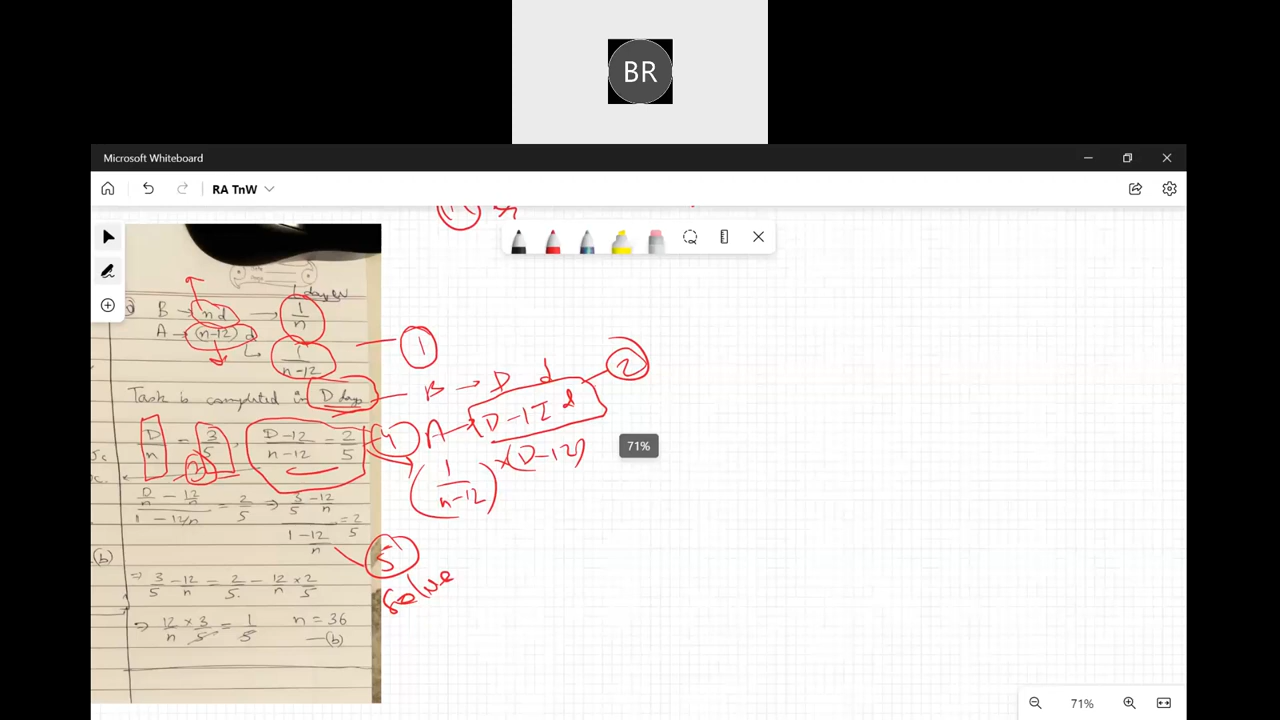 BR
Microsoft Whiteboard
RA TnW
1 day W
B → nd → 1/n
A → (n-12) d
1/n-12
Task is completed in D days
D/n = 3/5, D-12/n-12 = 2/5
D/n - 12/n / 1 - 12/n = 2/5 ⇒ 3/5 - 12/n / 1 - 12/n = 2/5
(b)
⇒ 3/5 - 12/n = 2/5 - 12/n × 2/5
⇒ 12/n × 3/5 = 1/5 n = 36
—(b)
1
B → D d
2
A → D-12 d
(1/n-12) × (D-12)
5
Solve
71%
71%